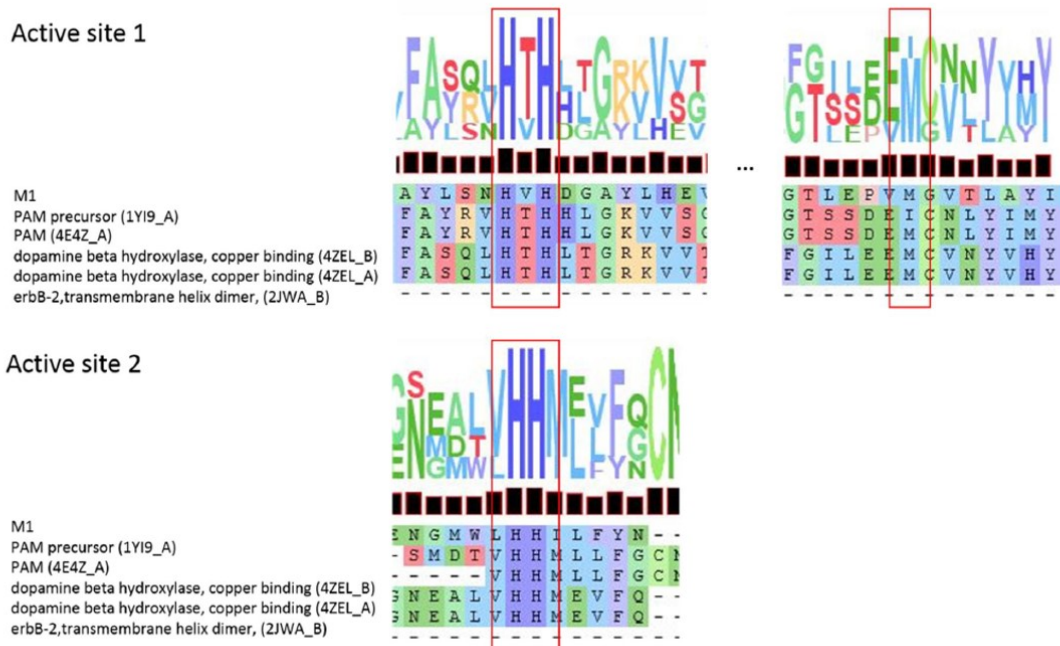 Active site 1
...
M1 A Y L S N H V H D G A Y L H E V G T L E P V M G V T L A Y I
PAM precursor (1YI9_A) F A Y R V H T H H L G K V V S G G T S S D E I C N L Y I M Y
PAM (4E4Z_A) F A Y R V H T H H L G K V V S G G T S S D E M C N L Y I M Y
dopamine beta hydroxylase, copper binding (4ZEL_B) F A S Q L H T H L T G R K V V T F G I L E E M C V N Y V H Y
dopamine beta hydroxylase, copper binding (4ZEL_A) F A S Q L H T H L T G R K V V T F G I L E E M C V N Y V H Y
erbB-2,transmembrane helix dimer, (2JWA_B) - - - - - - - - - - - - - - - - - - - - - - - - - - - - - -
Active site 2
M1 E N G M W L H H I L F Y N - -
PAM precursor (1YI9_A) - S M D T V H H M L L F G C N
PAM (4E4Z_A) - - - - - V H H M L L F G C N
dopamine beta hydroxylase, copper binding (4ZEL_B) G N E A L V H H M E V F Q - -
dopamine beta hydroxylase, copper binding (4ZEL_A) G N E A L V H H M E V F Q - -
erbB-2,transmembrane helix dimer, (2JWA_B) - - - - - - - - - - - - - - -